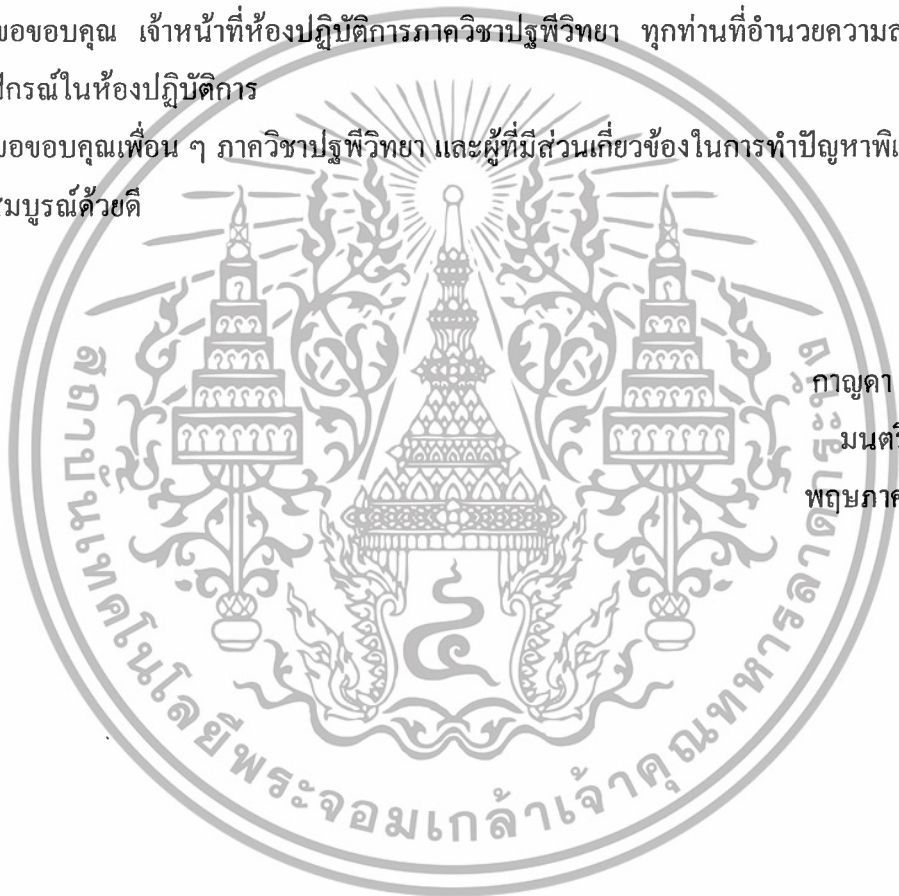 ขอขอบคุณ เจ้าหน้าที่ห้องปฏิบัติการภาควิชาปฐพีวิทยา ทุกท่านที่อำนวยความส
ปกรณ์ในห้องปฏิบัติการ
ขอขอบคุณเพื่อน ๆ ภาควิชาปฐพีวิทยา และผู้ที่มีส่วนเกี่ยวข้องในการทำปัญหาพิเ
สมบูรณ์ด้วยดี
กาญดา
มนตรี
พฤษภาค
สถาบันเทคโนโลยีพระจอมเกล้าเจ้าคุณทหารลาดกระบัง
๔